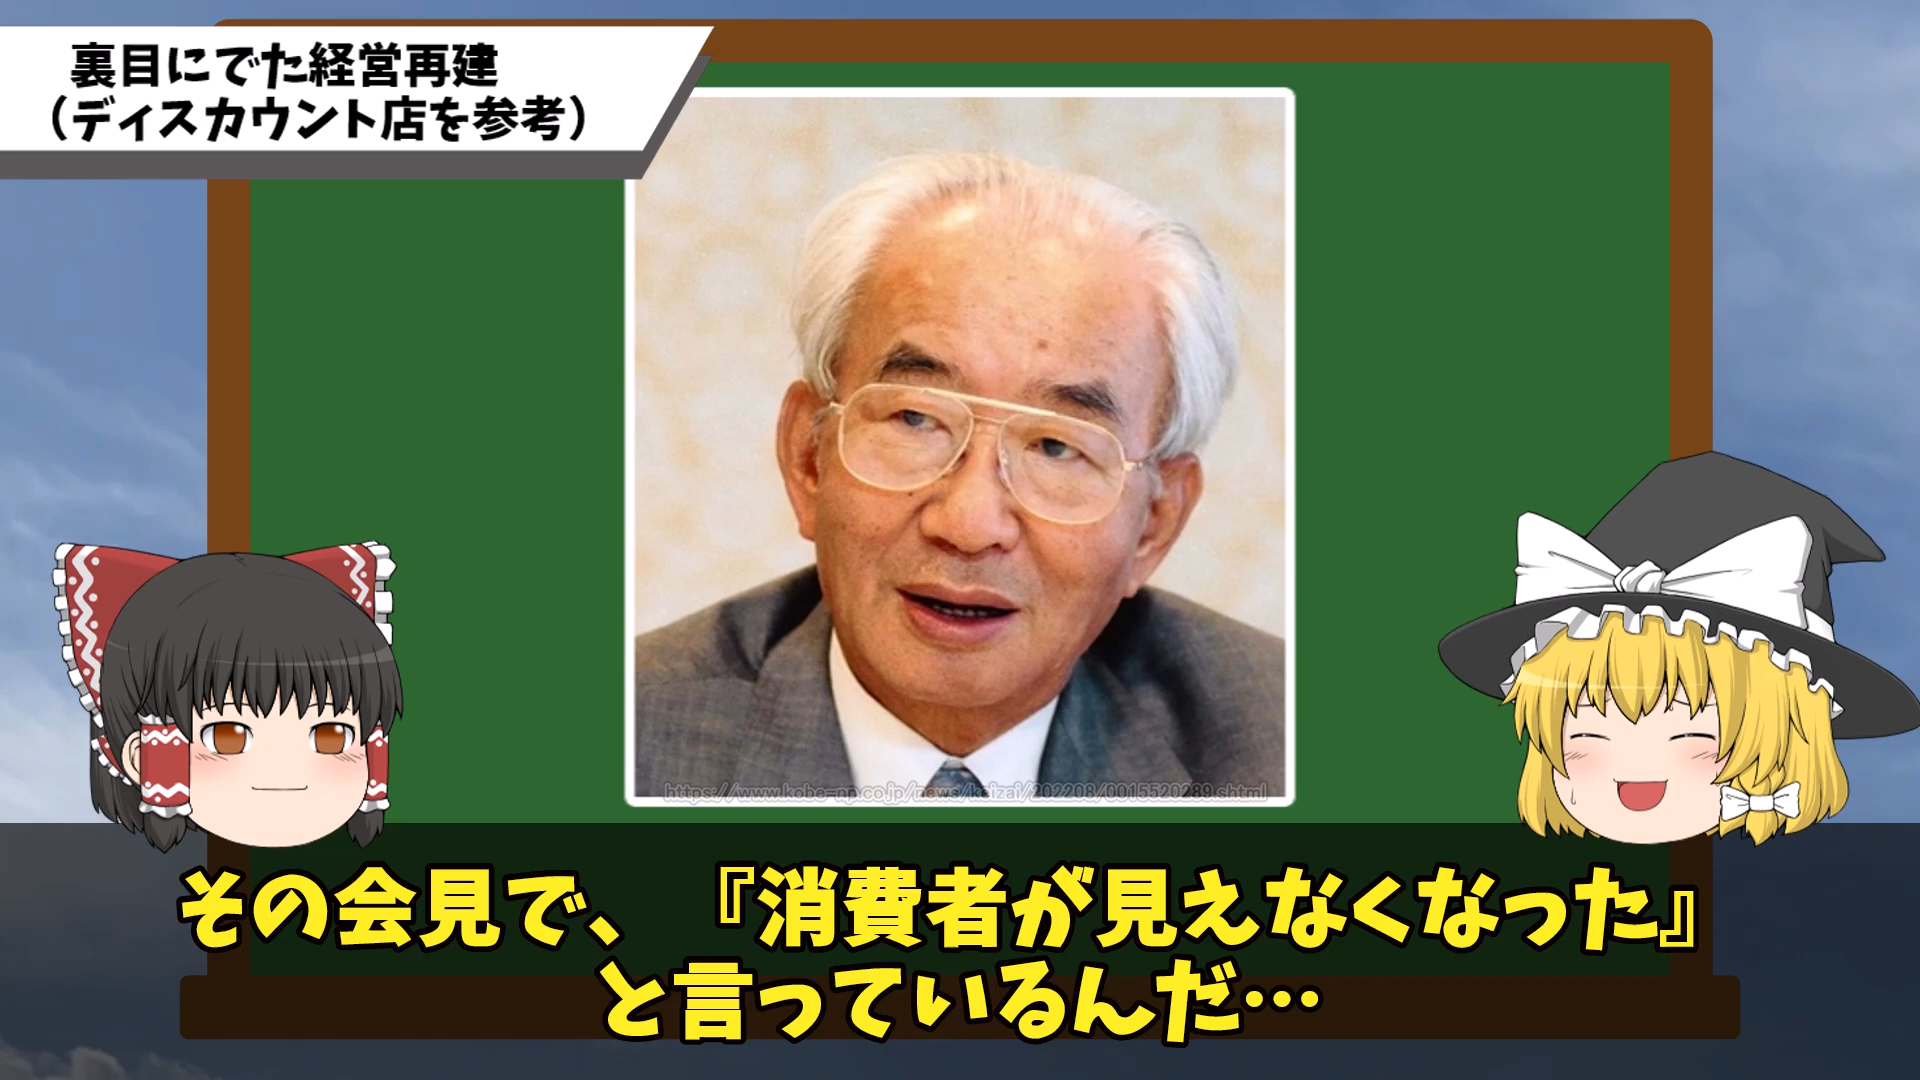 裏目にでた経営再建
（ディスカウント店を参考）
https://www.kobe-np.co.jp/news/keizai/202208/0015520289.shtml
その会見で、『消費者が見えなくなった』
と言っているんだ…